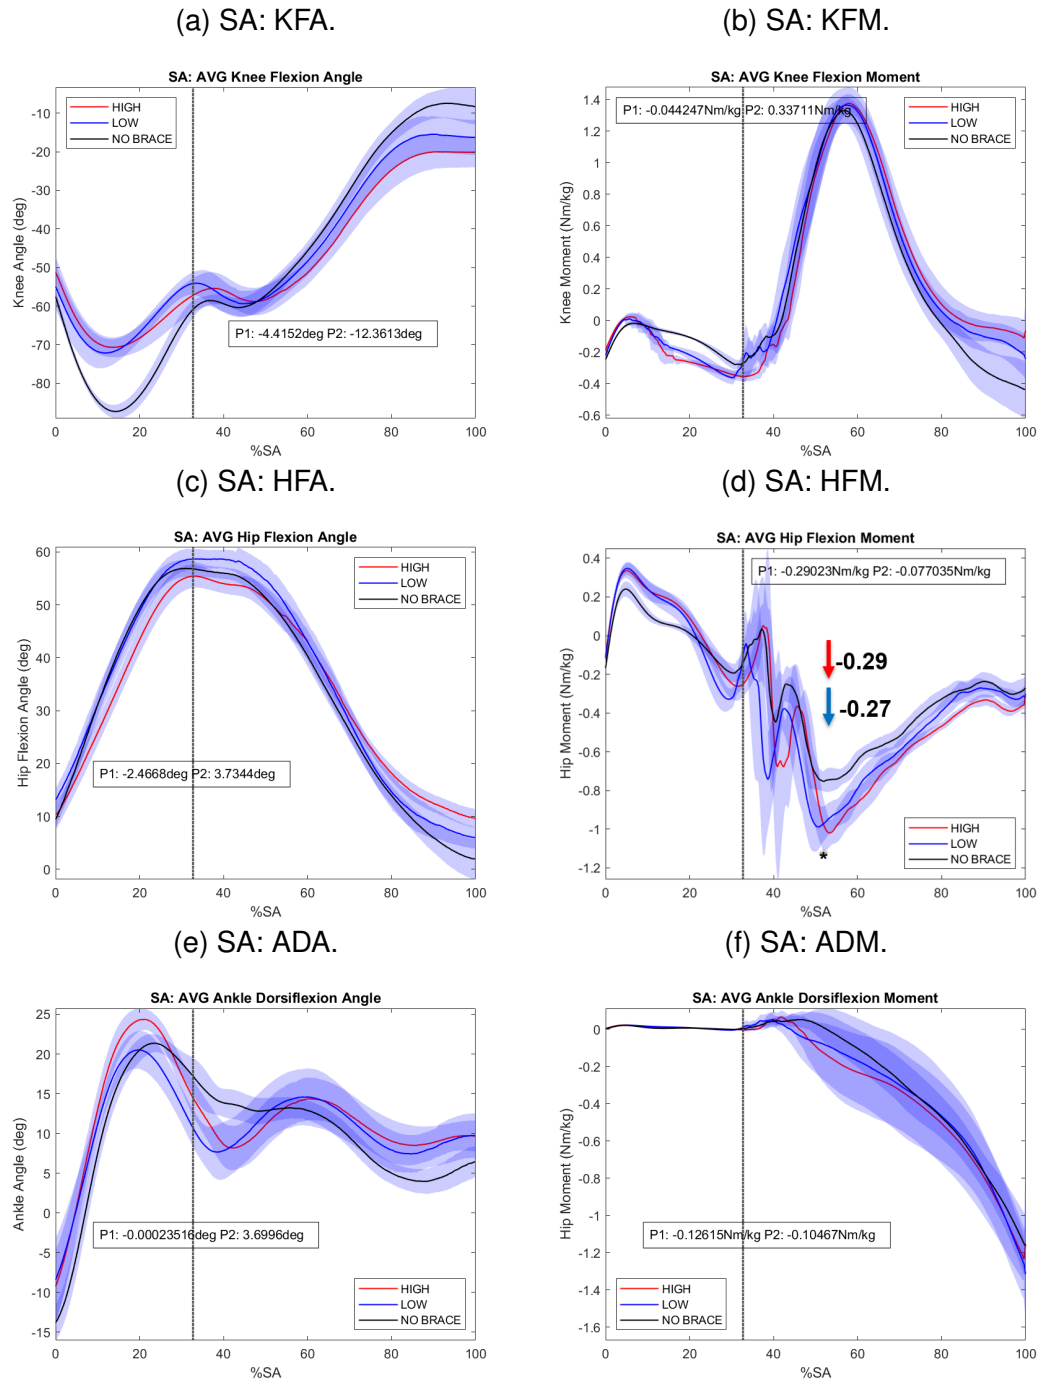 (a) SA: KFA.
SA: AVG Knee Flexion Angle
HIGH
LOW
NO BRACE
P1: -4.4152deg P2: -12.3613deg
Knee Angle (deg)
-10
-20
-30
-40
-50
-60
-70
-80
0 20 40 60 80 100
%SA
(b) SA: KFM.
SA: AVG Knee Flexion Moment
P1: -0.044247Nm/kg P2: 0.33711Nm/kg
HIGH
LOW
NO BRACE
Knee Moment (Nm/kg)
1.4
1.2
1
0.8
0.6
0.4
0.2
0
-0.2
-0.4
-0.6
0 20 40 60 80 100
%SA
(c) SA: HFA.
SA: AVG Hip Flexion Angle
HIGH
LOW
NO BRACE
P1: -2.4668deg P2: 3.7344deg
Hip Flexion Angle (deg)
60
50
40
30
20
10
0
0 20 40 60 80 100
%SA
(d) SA: HFM.
SA: AVG Hip Flexion Moment
P1: -0.29023Nm/kg P2: -0.077035Nm/kg
-0.29
-0.27
*
HIGH
LOW
NO BRACE
Hip Moment (Nm/kg)
0.4
0.2
0
-0.2
-0.4
-0.6
-0.8
-1
-1.2
0 20 40 60 80 100
%SA
(e) SA: ADA.
SA: AVG Ankle Dorsiflexion Angle
P1: -0.00023516deg P2: 3.6996deg
HIGH
LOW
NO BRACE
Ankle Angle (deg)
25
20
15
10
5
0
-5
-10
-15
0 20 40 60 80 100
%SA
(f) SA: ADM.
SA: AVG Ankle Dorsiflexion Moment
P1: -0.12615Nm/kg P2: -0.10467Nm/kg
HIGH
LOW
NO BRACE
Hip Moment (Nm/kg)
0
-0.2
-0.4
-0.6
-0.8
-1
-1.2
-1.4
-1.6
0 20 40 60 80 100
%SA